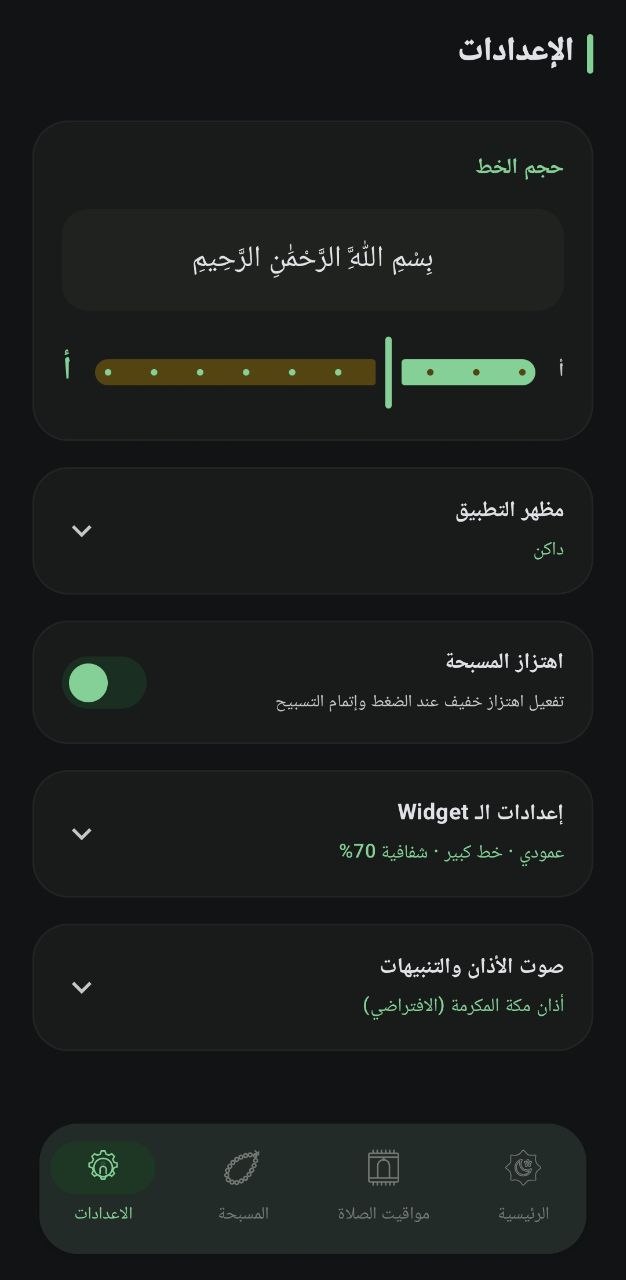 الإعدادات
حجم الخط
بِسْمِ اللَّهِ الرَّحْمَٰنِ الرَّحِيمِ
أ
أ
مظهر التطبيق
داكن
اهتزاز المسبحة
تفعيل اهتزاز خفيف عند الضغط وإتمام التسبيح
إعدادات الـ Widget
عمودي · خط كبير · شفافية 70%
صوت الأذان والتنبيهات
أذان مكة المكرمة (الافتراضي)
الرئيسية
مواقيت الصلاة
المسبحة
الاعدادات